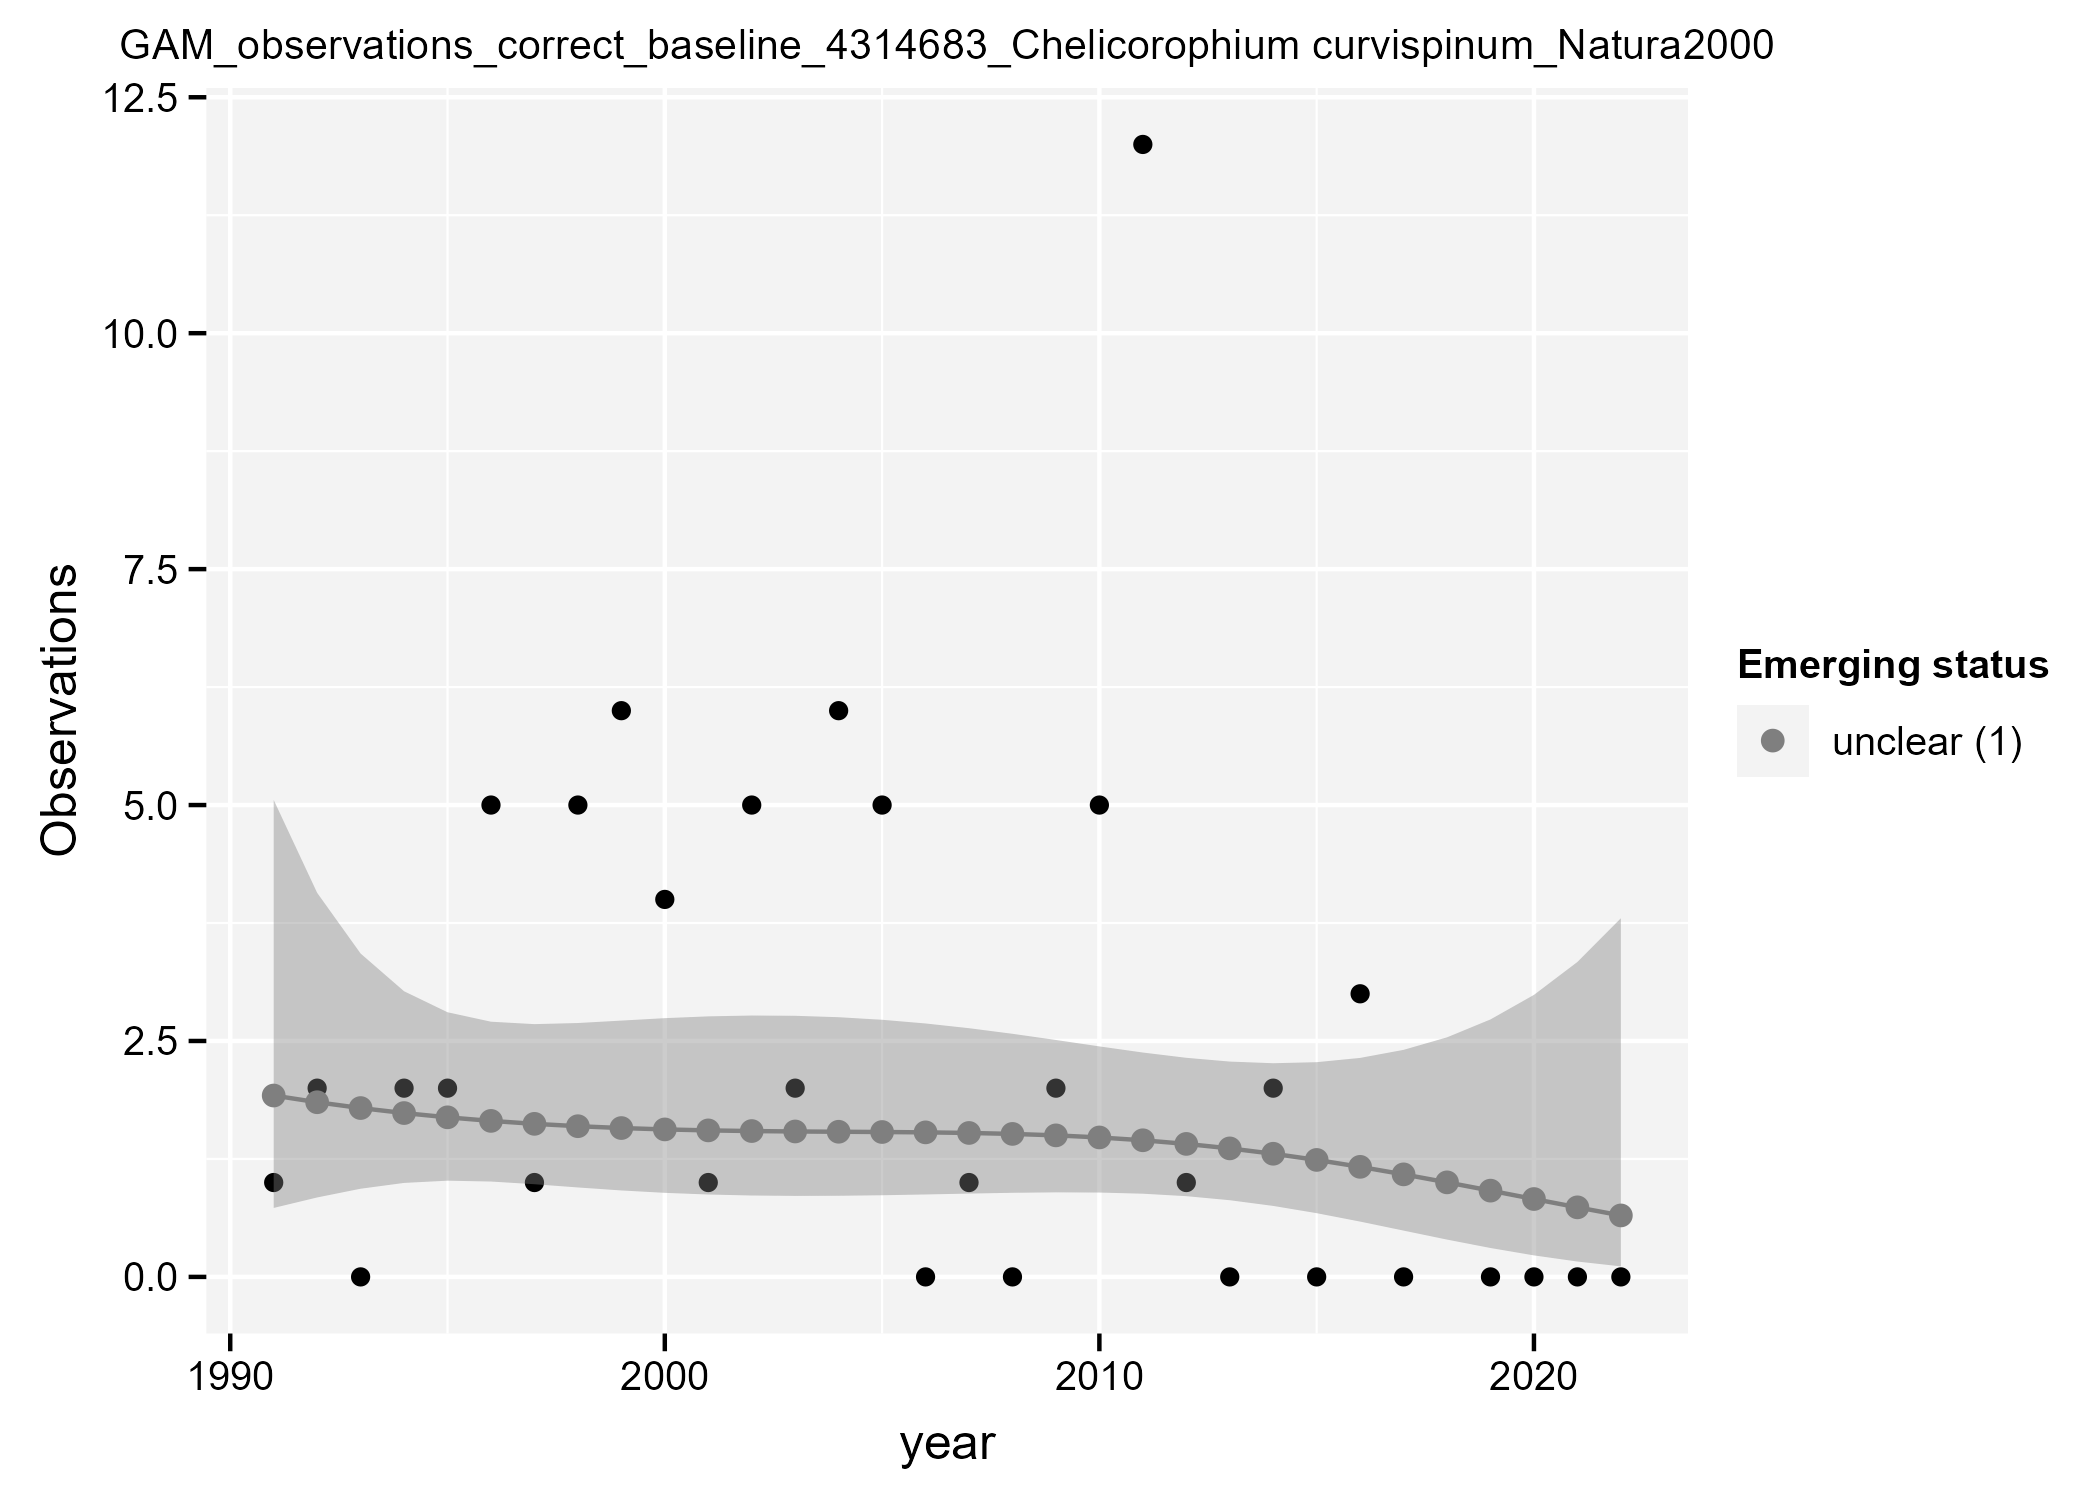 GAM_observations_correct_baseline_4314683_Chelicorophium curvispinum_Natura2000
12.5
10.0
7.5
5.0
2.5
0.0
Observations
1990
2000
2010
2020
year
Emerging status
unclear (1)